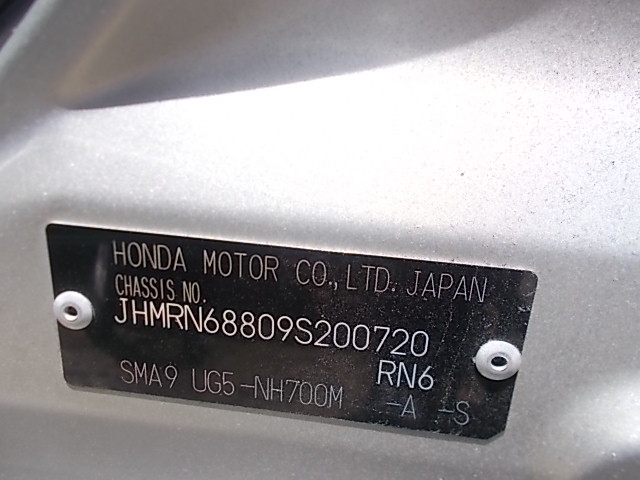 HONDA MOTOR CO., LTD. JAPAN
CHASSIS NO.
JHMRN68809S200720
RN6
SMA9 UG5-NH700M -A -S